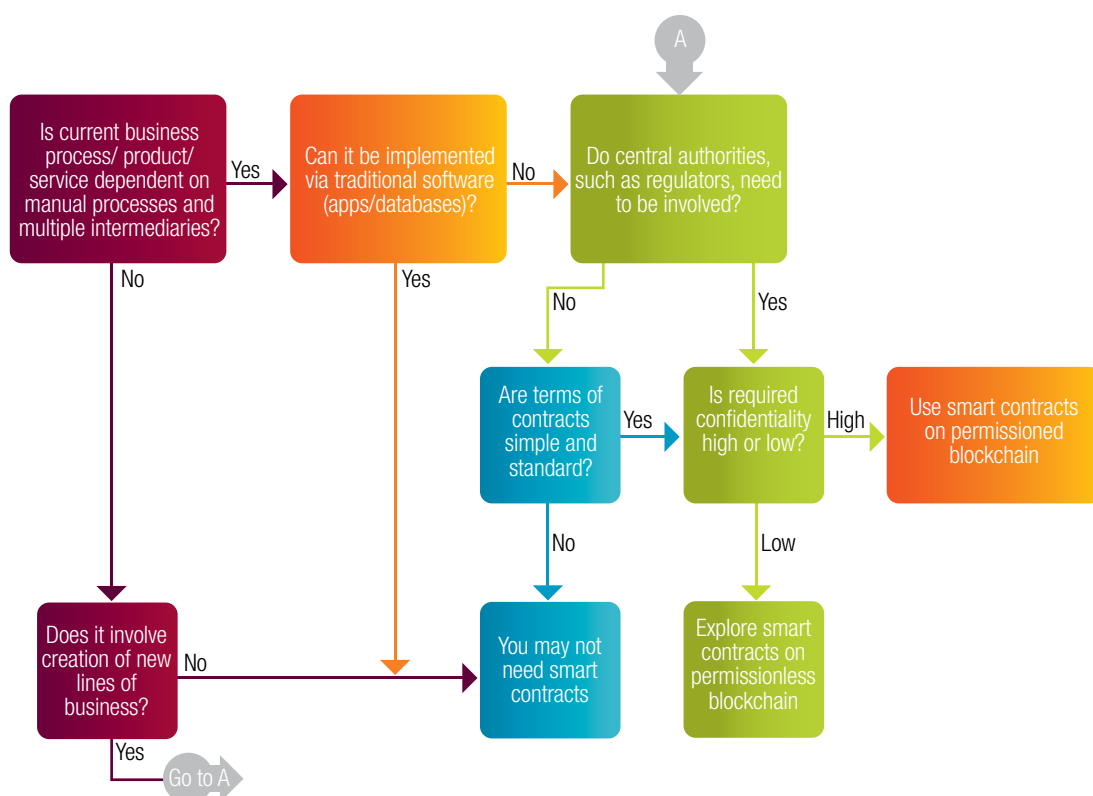 A
Is current business
process/ product/
service dependent on
manual processes and
multiple intermediaries?
Yes
Can it be implemented
via traditional software
(apps/databases)?
No
Do central authorities,
such as regulators, need
to be involved?
No
Yes
No
Yes
Are terms of
contracts
simple and
standard?
Yes
Is required
confidentiality
high or low?
High
Use smart contracts
on permissioned
blockchain
No
Low
Does it involve
creation of new
lines of
business?
No
You may not
need smart
contracts
Explore smart
contracts on
permissionless
blockchain
Yes
Go to A